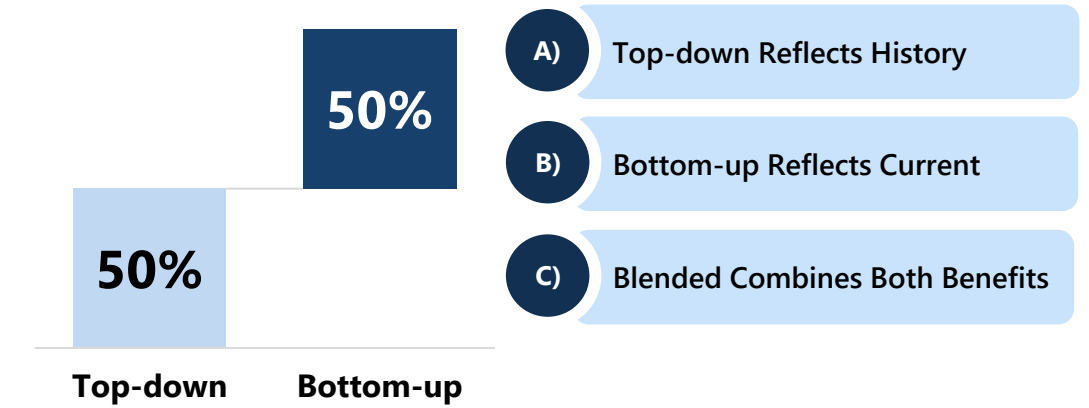 50%
50%
Top-down
Bottom-up
A)
Top-down Reflects History
B)
Bottom-up Reflects Current
C)
Blended Combines Both Benefits